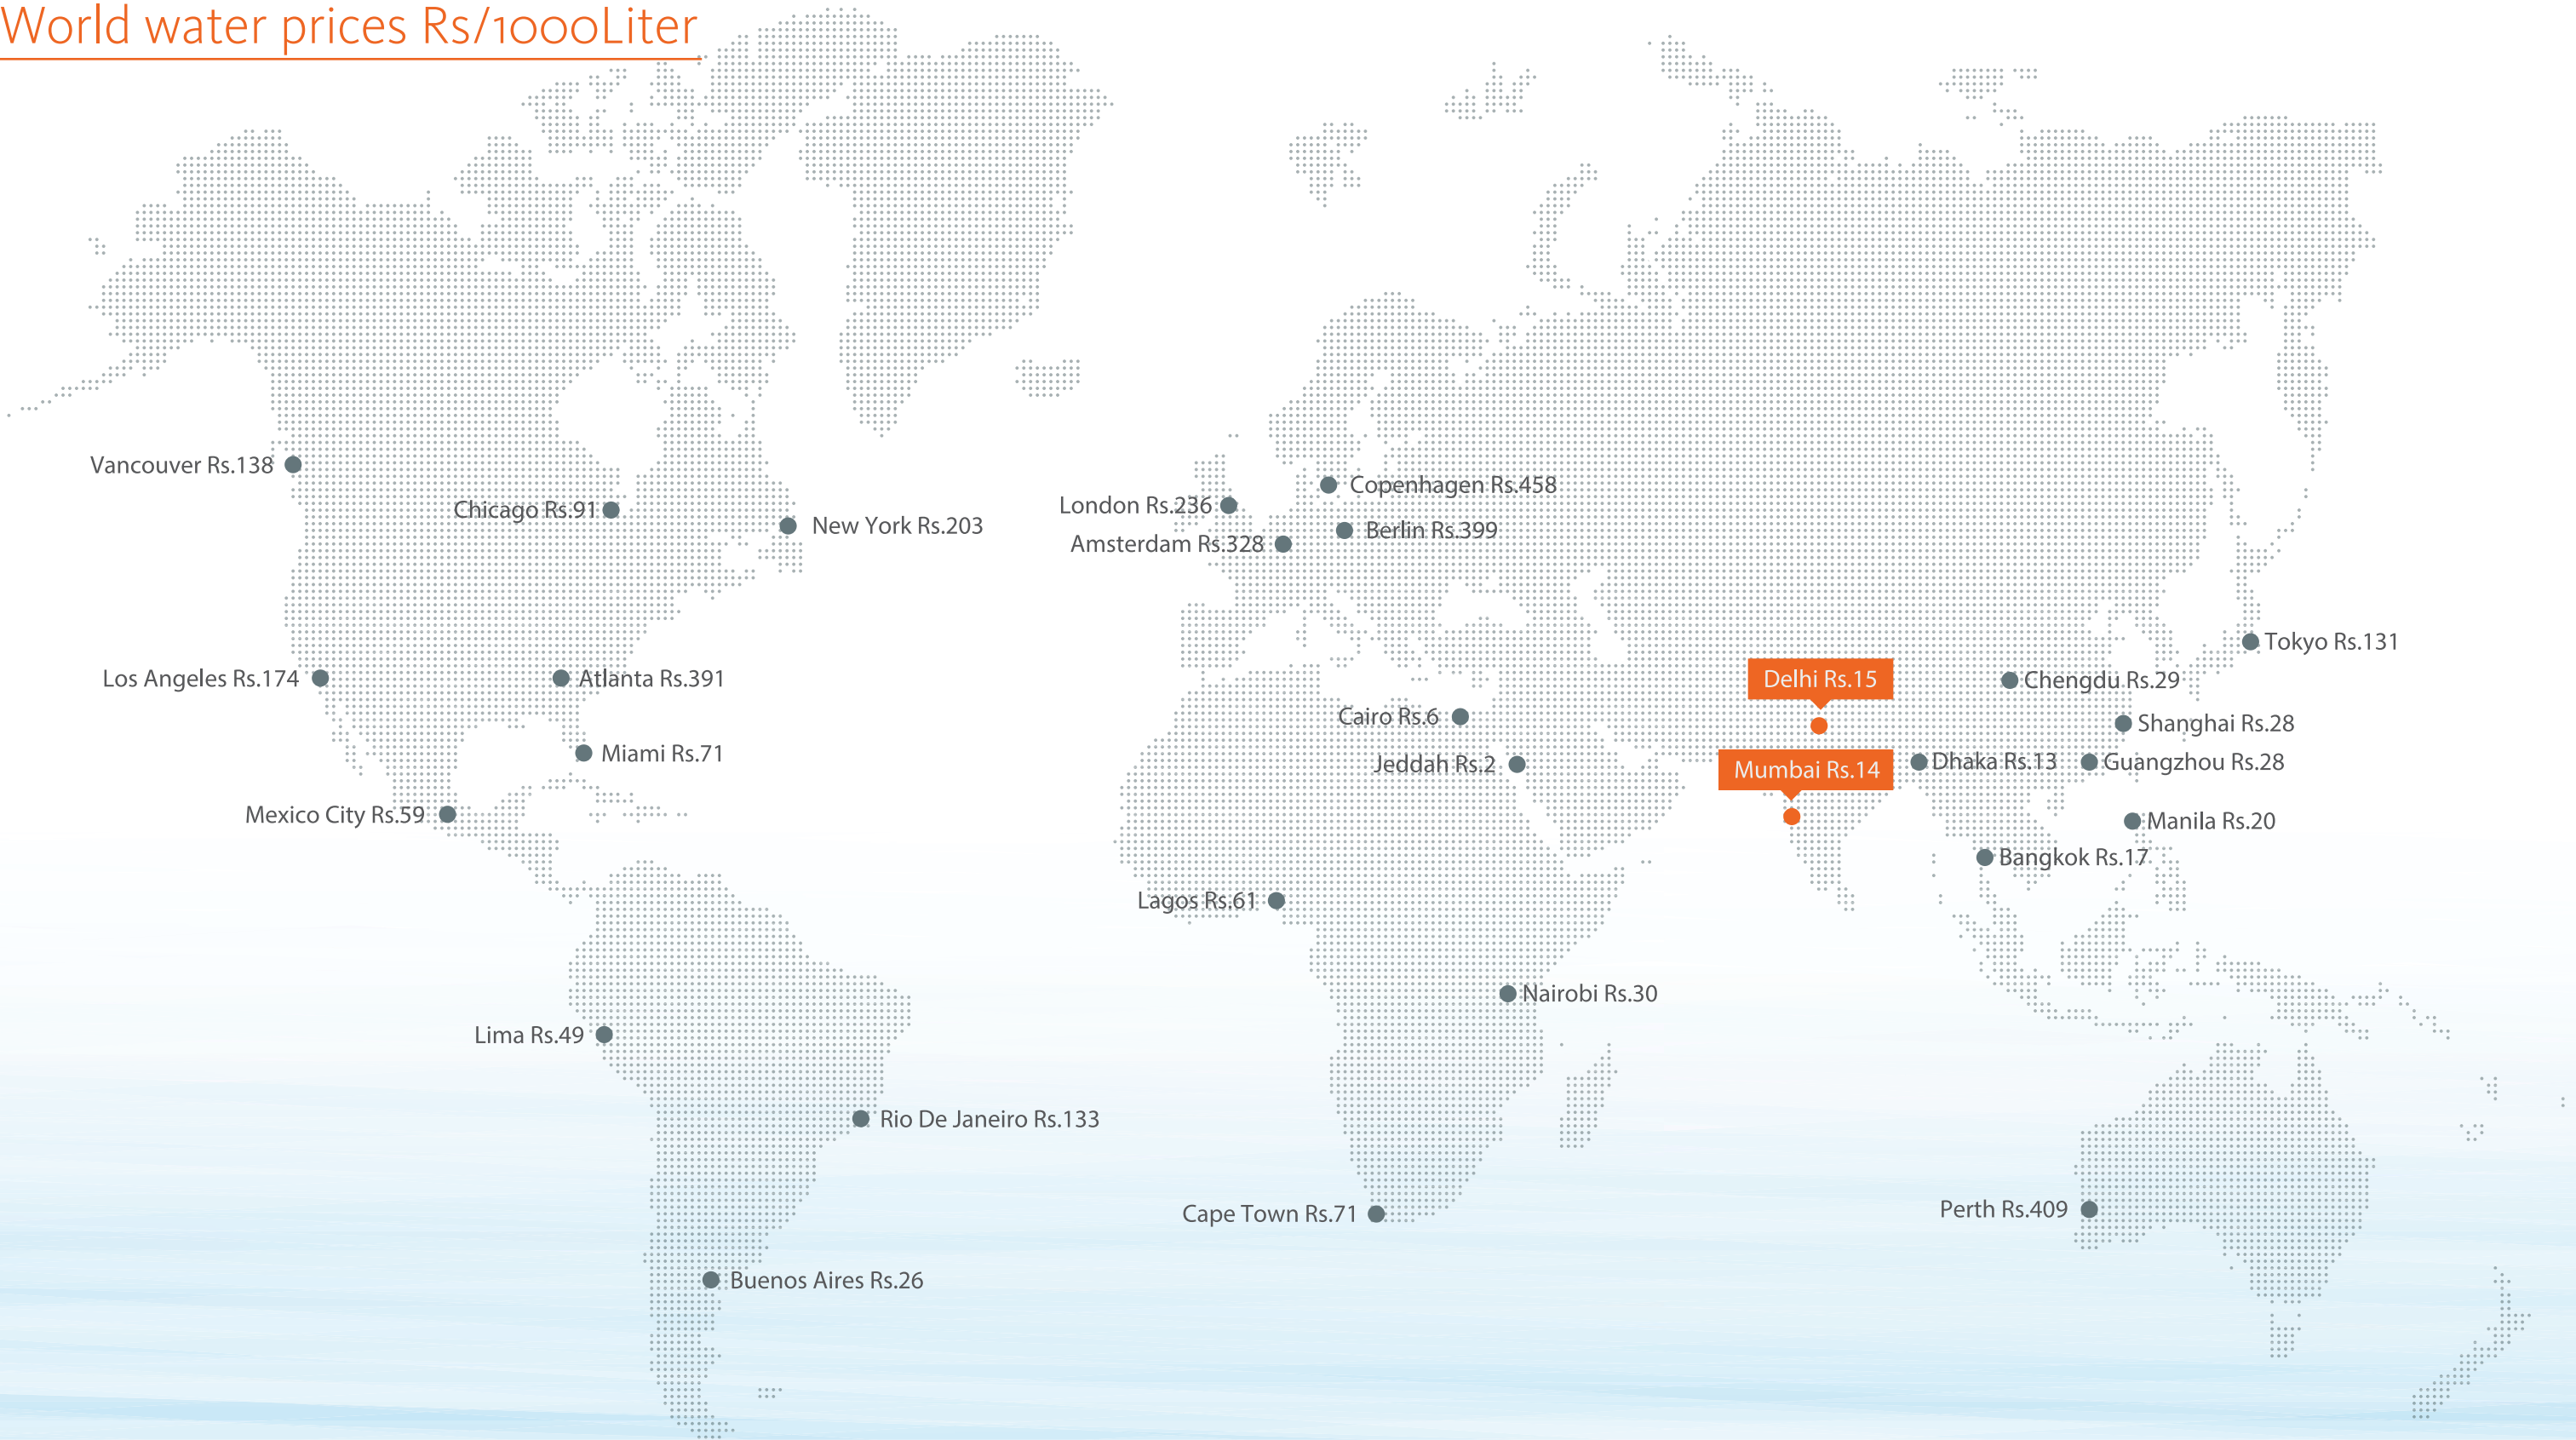 World water prices Rs/1000Liter
Vancouver Rs.138
Chicago Rs.91
New York Rs.203
London Rs.236
Copenhagen Rs.458
Amsterdam Rs.328
Berlin Rs.399
Los Angeles Rs.174
Atlanta Rs.391
Miami Rs.71
Mexico City Rs.59
Cairo Rs.6
Jeddah Rs.2
Delhi Rs.15
Mumbai Rs.14
Tokyo Rs.131
Chengdu Rs.29
Shanghai Rs.28
Dhaka Rs.13
Guangzhou Rs.28
Manila Rs.20
Bangkok Rs.17
Lagos Rs.61
Nairobi Rs.30
Lima Rs.49
Rio De Janeiro Rs.133
Cape Town Rs.71
Perth Rs.409
Buenos Aires Rs.26